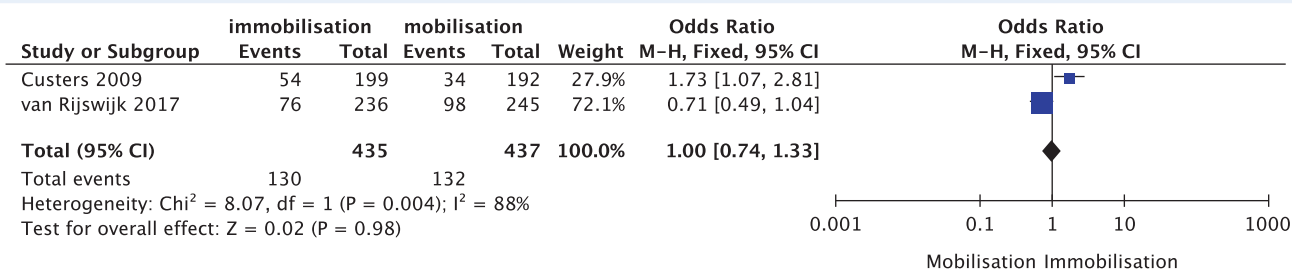 immobilisation mobilisation Odds Ratio Odds Ratio
Study or Subgroup Events Total Events Total Weight M-H, Fixed, 95% CI M-H, Fixed, 95% CI
Custers 2009 54 199 34 192 27.9% 1.73 [1.07, 2.81]
van Rijswijk 2017 76 236 98 245 72.1% 0.71 [0.49, 1.04]
Total (95% CI) 435 437 100.0% 1.00 [0.74, 1.33]
Total events 130 132
Heterogeneity: Chi² = 8.07, df = 1 (P = 0.004); I² = 88%
Test for overall effect: Z = 0.02 (P = 0.98)
0.001 0.1 1 10 1000
Mobilisation Immobilisation